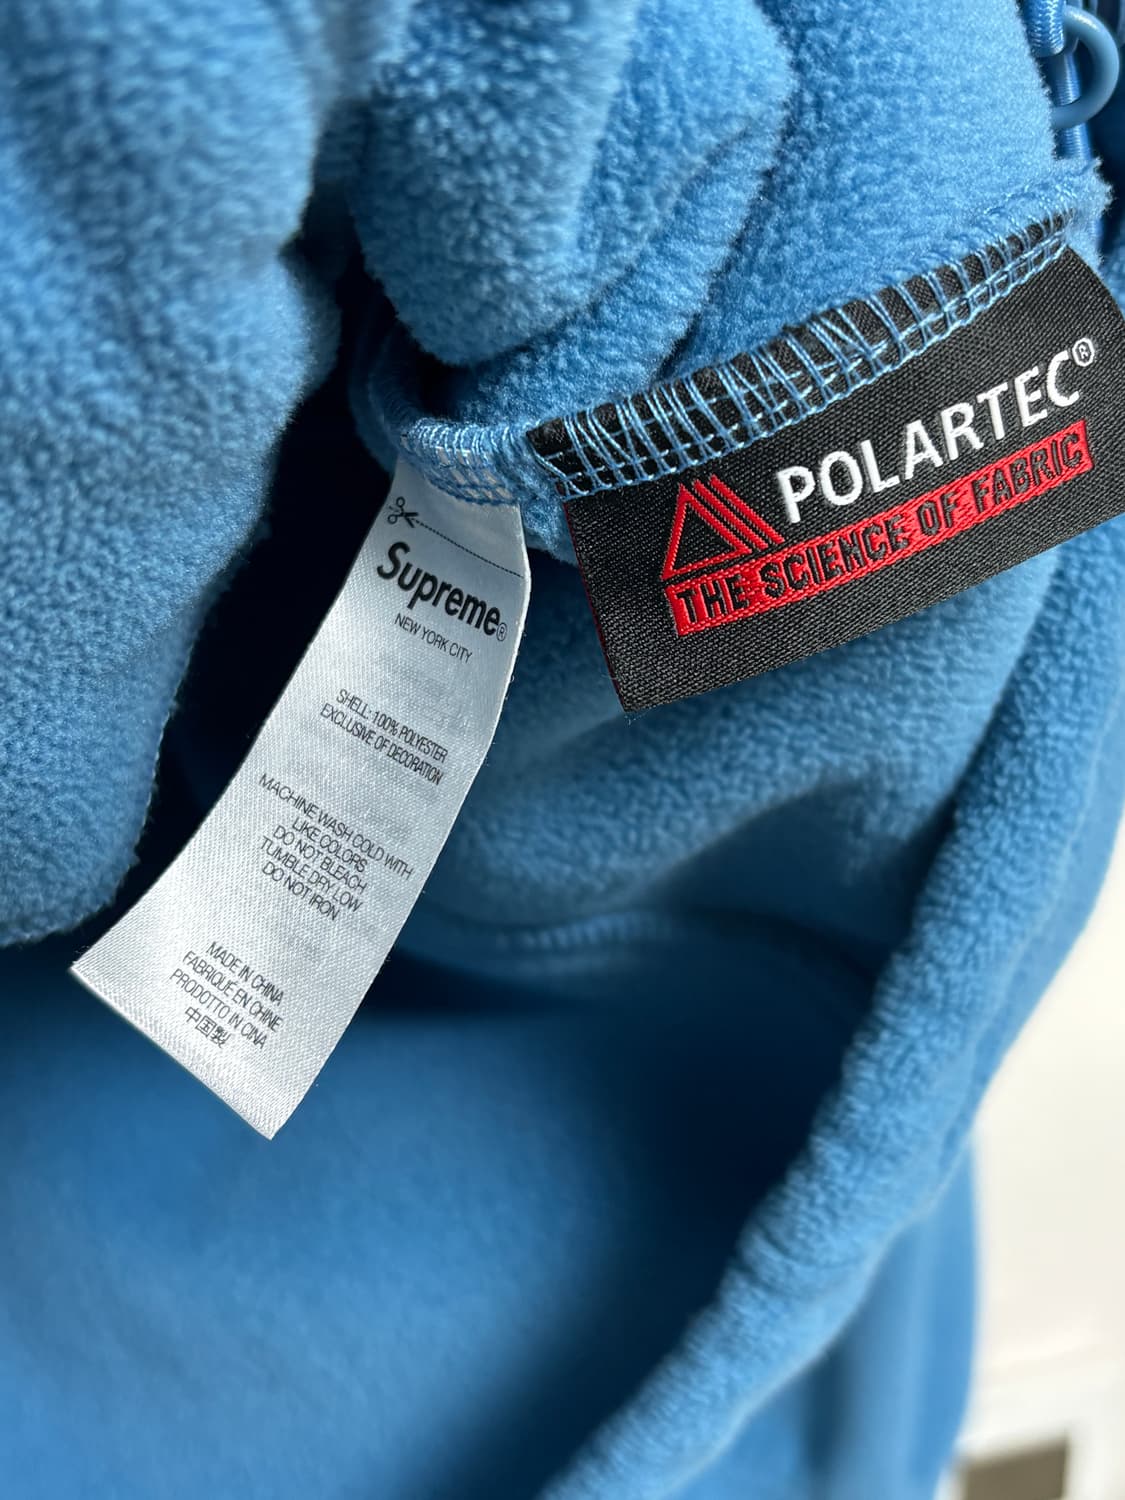 Supreme®
NEW YORK CITY
SHELL: 100% POLYESTER
EXCLUSIVE OF DECORATION
MACHINE WASH COLD WITH
LIKE COLORS
DO NOT BLEACH
TUMBLE DRY LOW
DO NOT IRON
MADE IN CHINA
FABRIQUÉ EN CHINE
PRODOTTO IN CINA
中国製
POLARTEC®
THE SCIENCE OF FABRIC